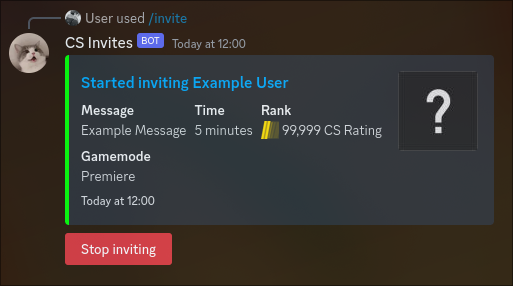 User used /invite
CS Invites BOT Today at 12:00
Started inviting Example User
Message Time Rank
Example Message 5 minutes 99,999 CS Rating
Gamemode
Premiere
Today at 12:00
?
Stop inviting